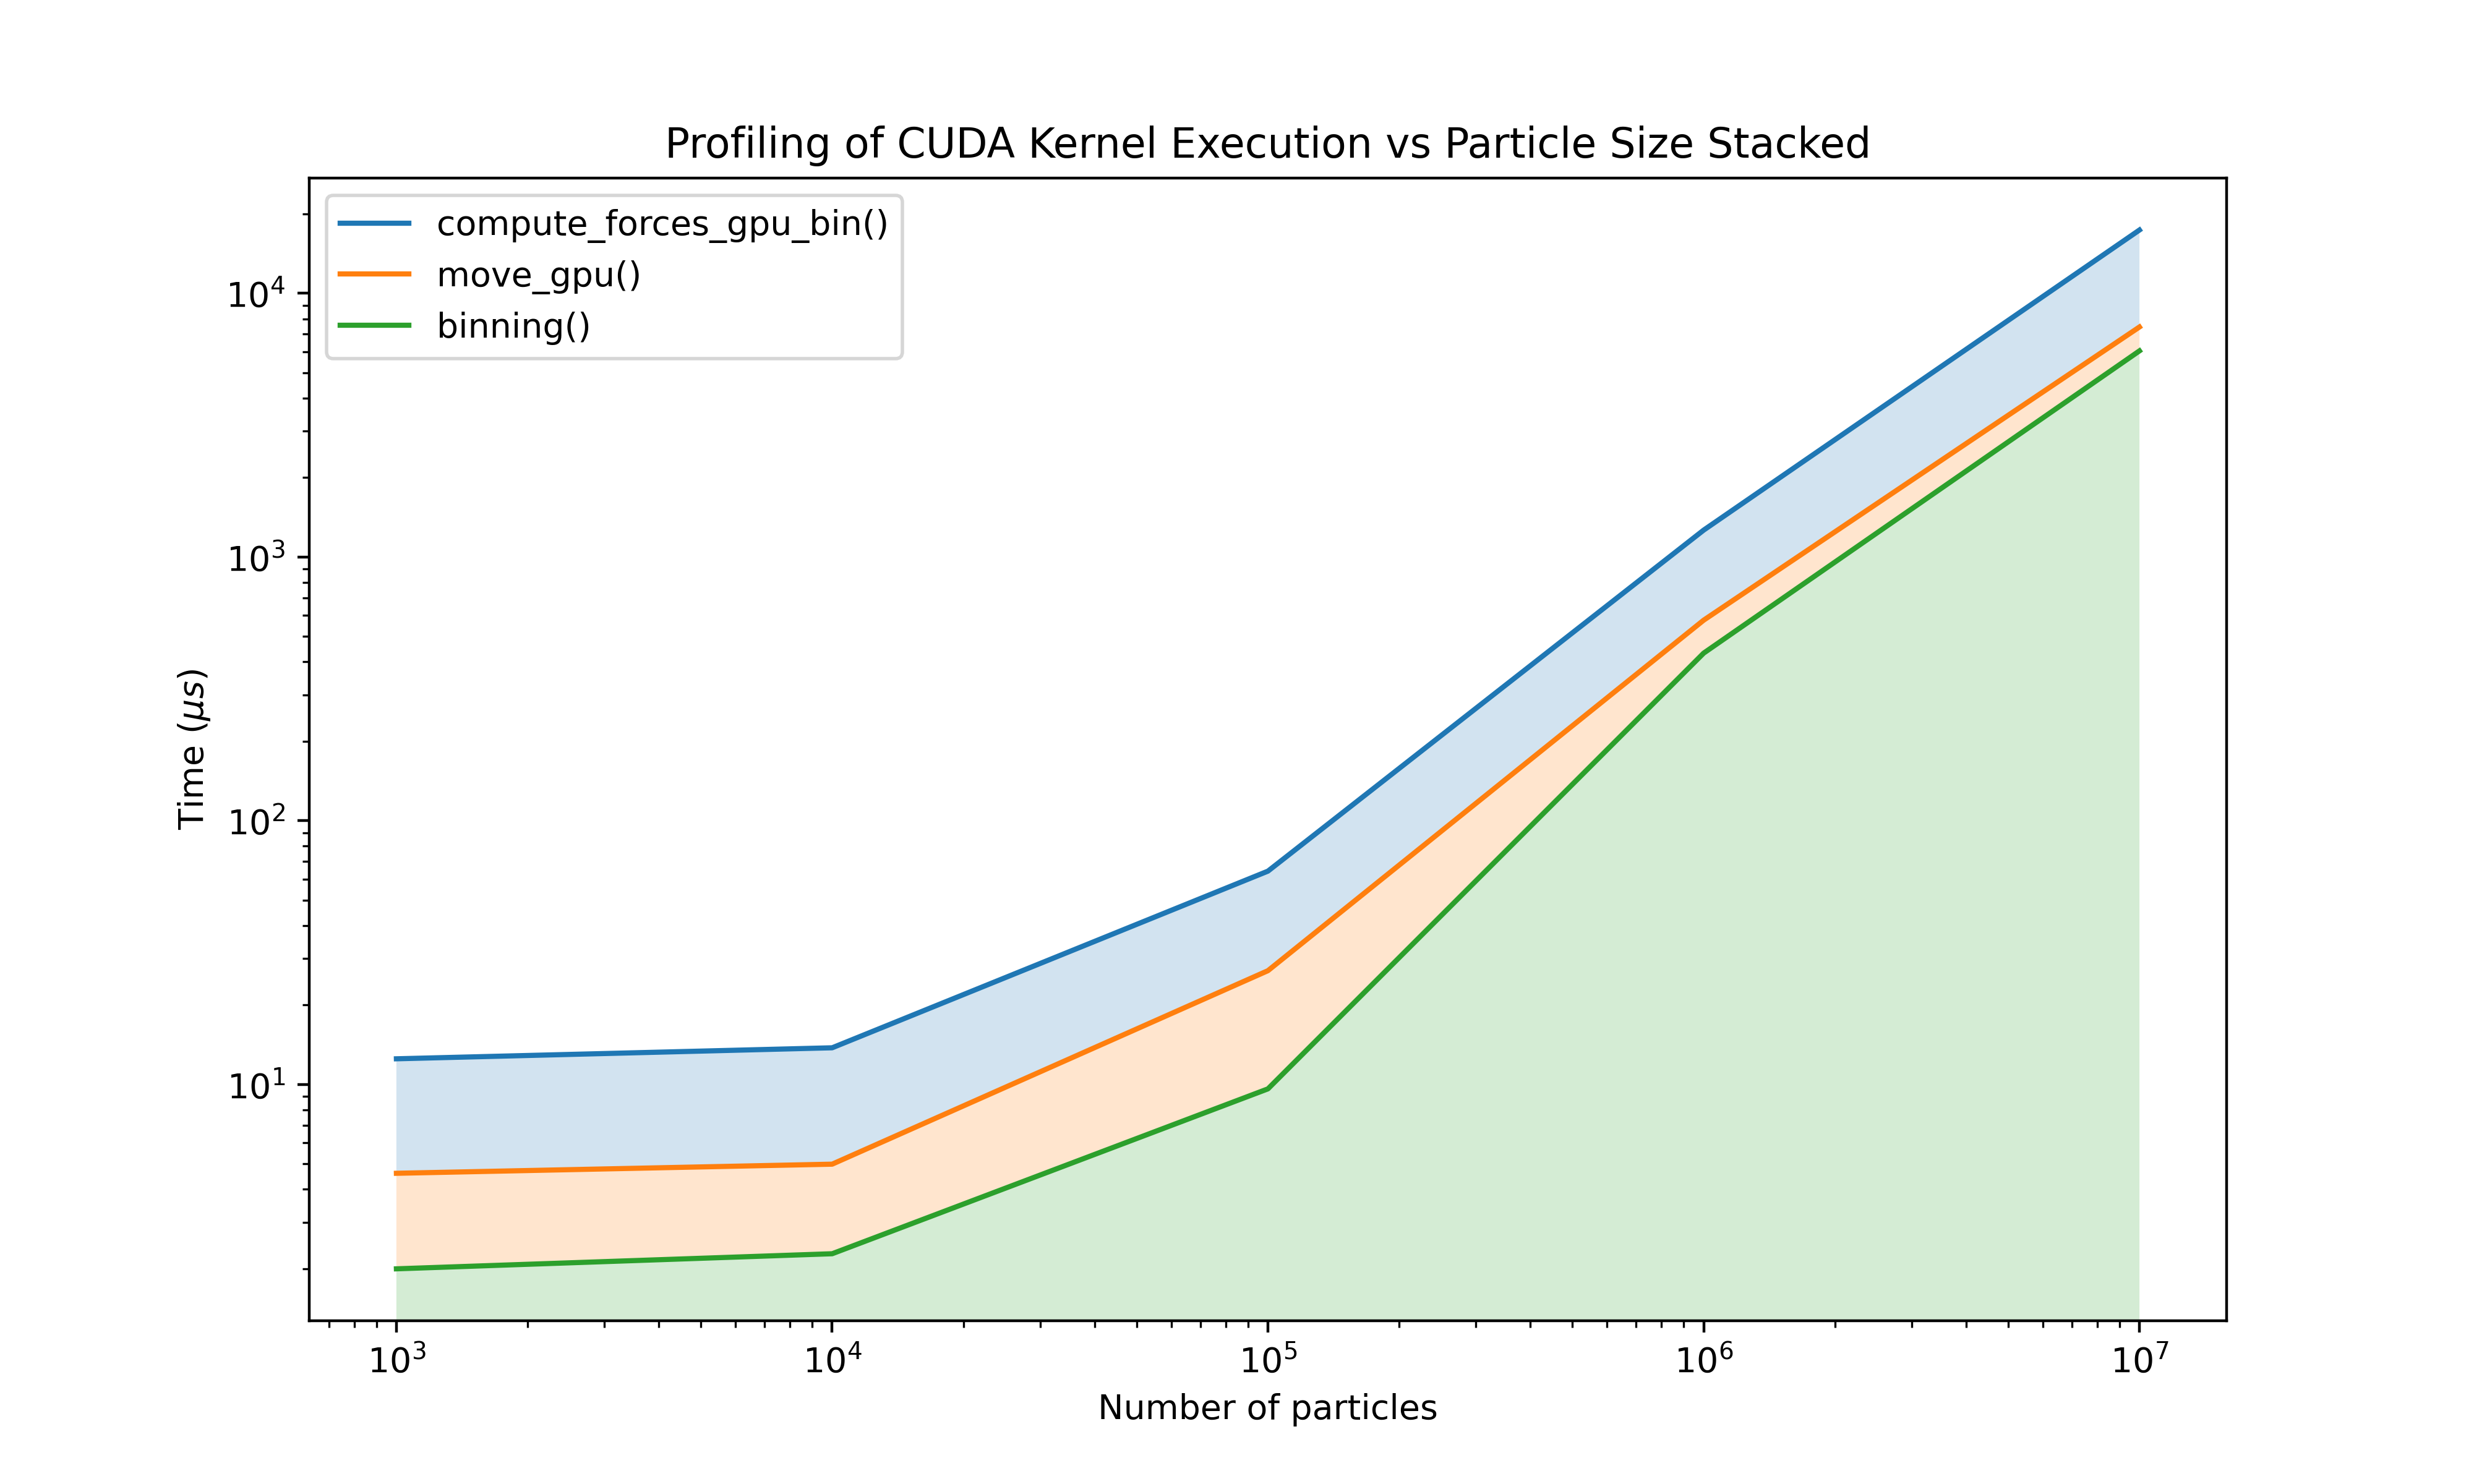 Profiling of CUDA Kernel Execution vs Particle Size Stacked
compute_forces_gpu_bin()
move_gpu()
binning()
10⁴
10³
10²
10¹
Time (μs)
10³ 10⁴ 10⁵ 10⁶ 10⁷
Number of particles